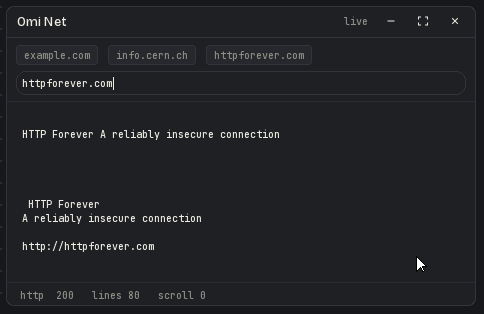 Omi Net live
example.com info.cern.ch httpforever.com
httpforever.com
HTTP Forever A reliably insecure connection
HTTP Forever
A reliably insecure connection
http://httpforever.com
http 200 lines 80 scroll 0